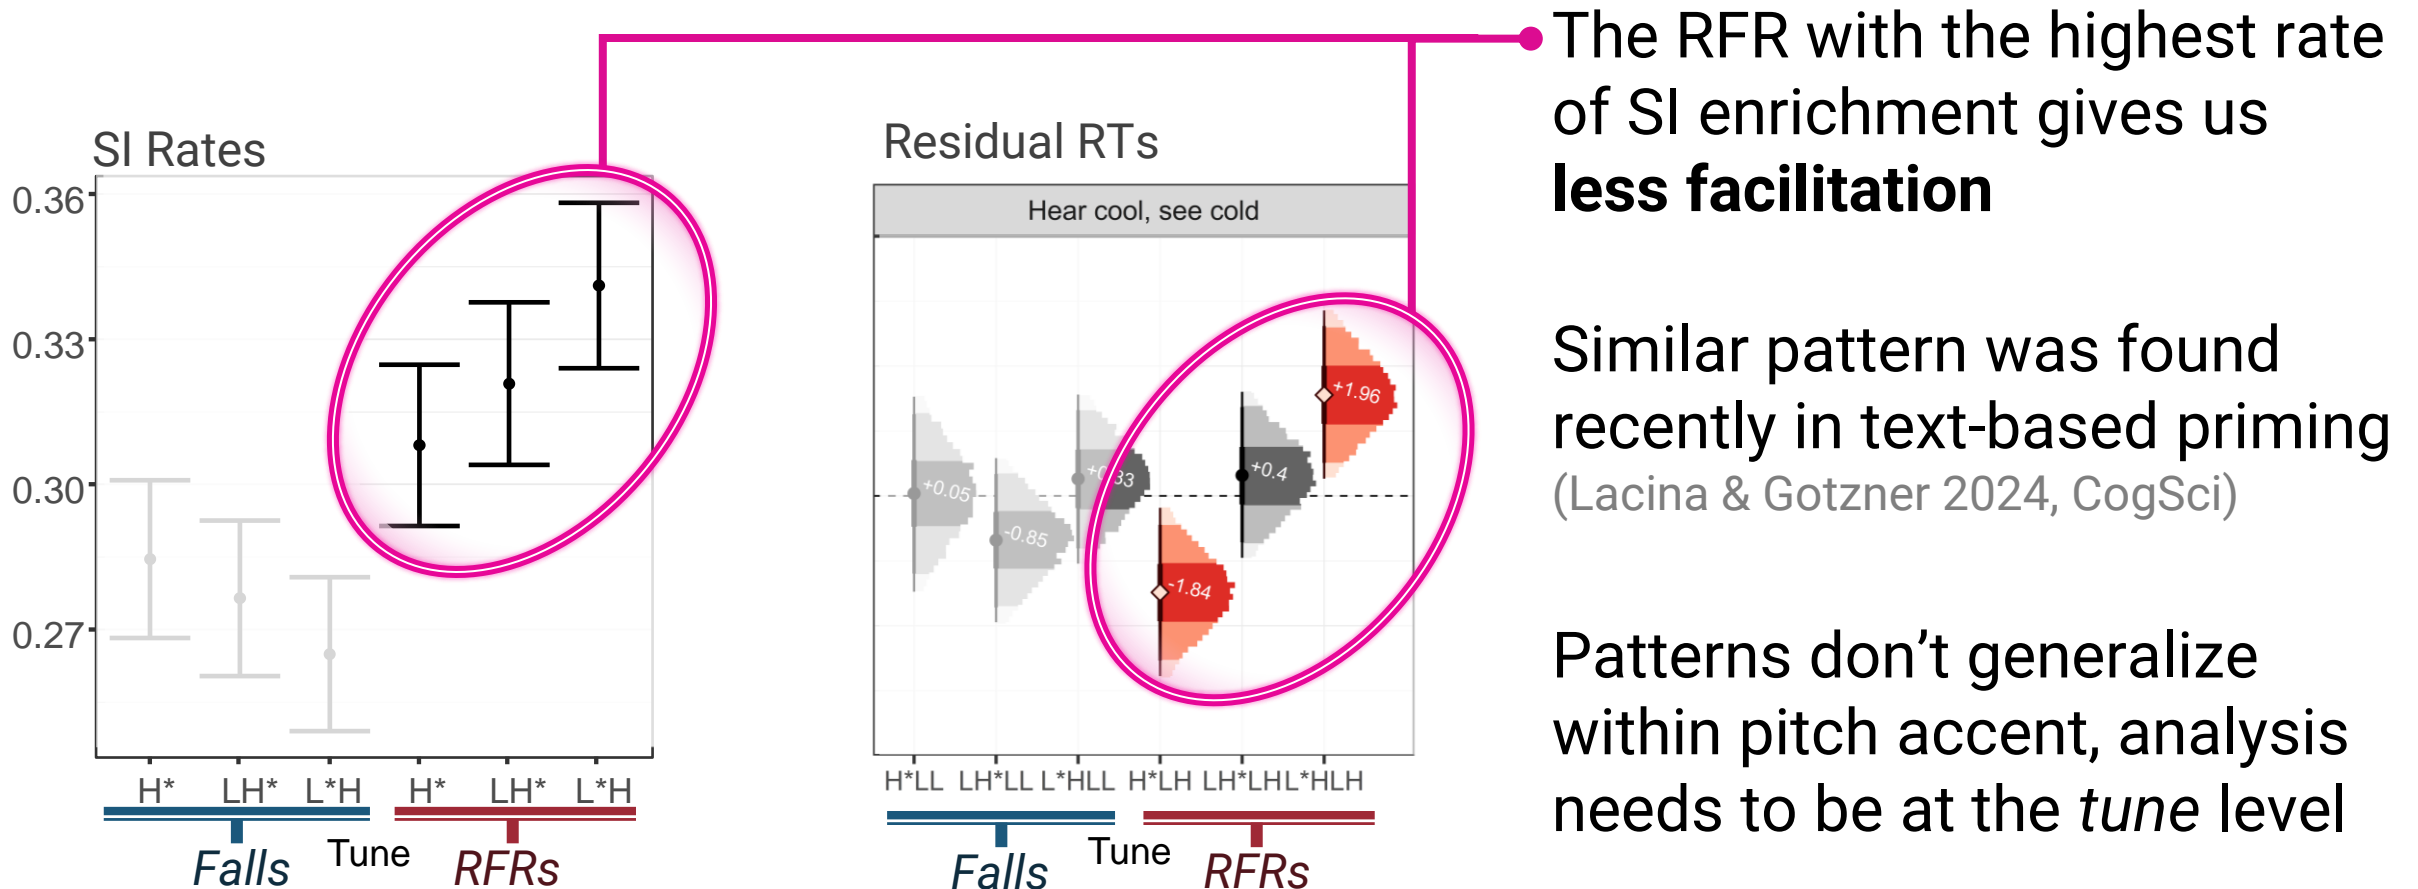 The RFR with the highest rate
of SI enrichment gives us
less facilitation
Similar pattern was found
recently in text-based priming
(Lacina & Gotzner 2024, CogSci)
Patterns don’t generalize
within pitch accent, analysis
needs to be at the tune level
SI Rates
0.36
0.33
0.30
0.27
H* LH* L*H H* LH* L*H
Falls Tune RFRs
Residual RTs
Hear cool, see cold
+0.05
-0.85
+0.33
-1.84
+0.4
+1.96
H*LL LH*LL L*HLL H*LH LH*LH L*HLH
Falls Tune RFRs